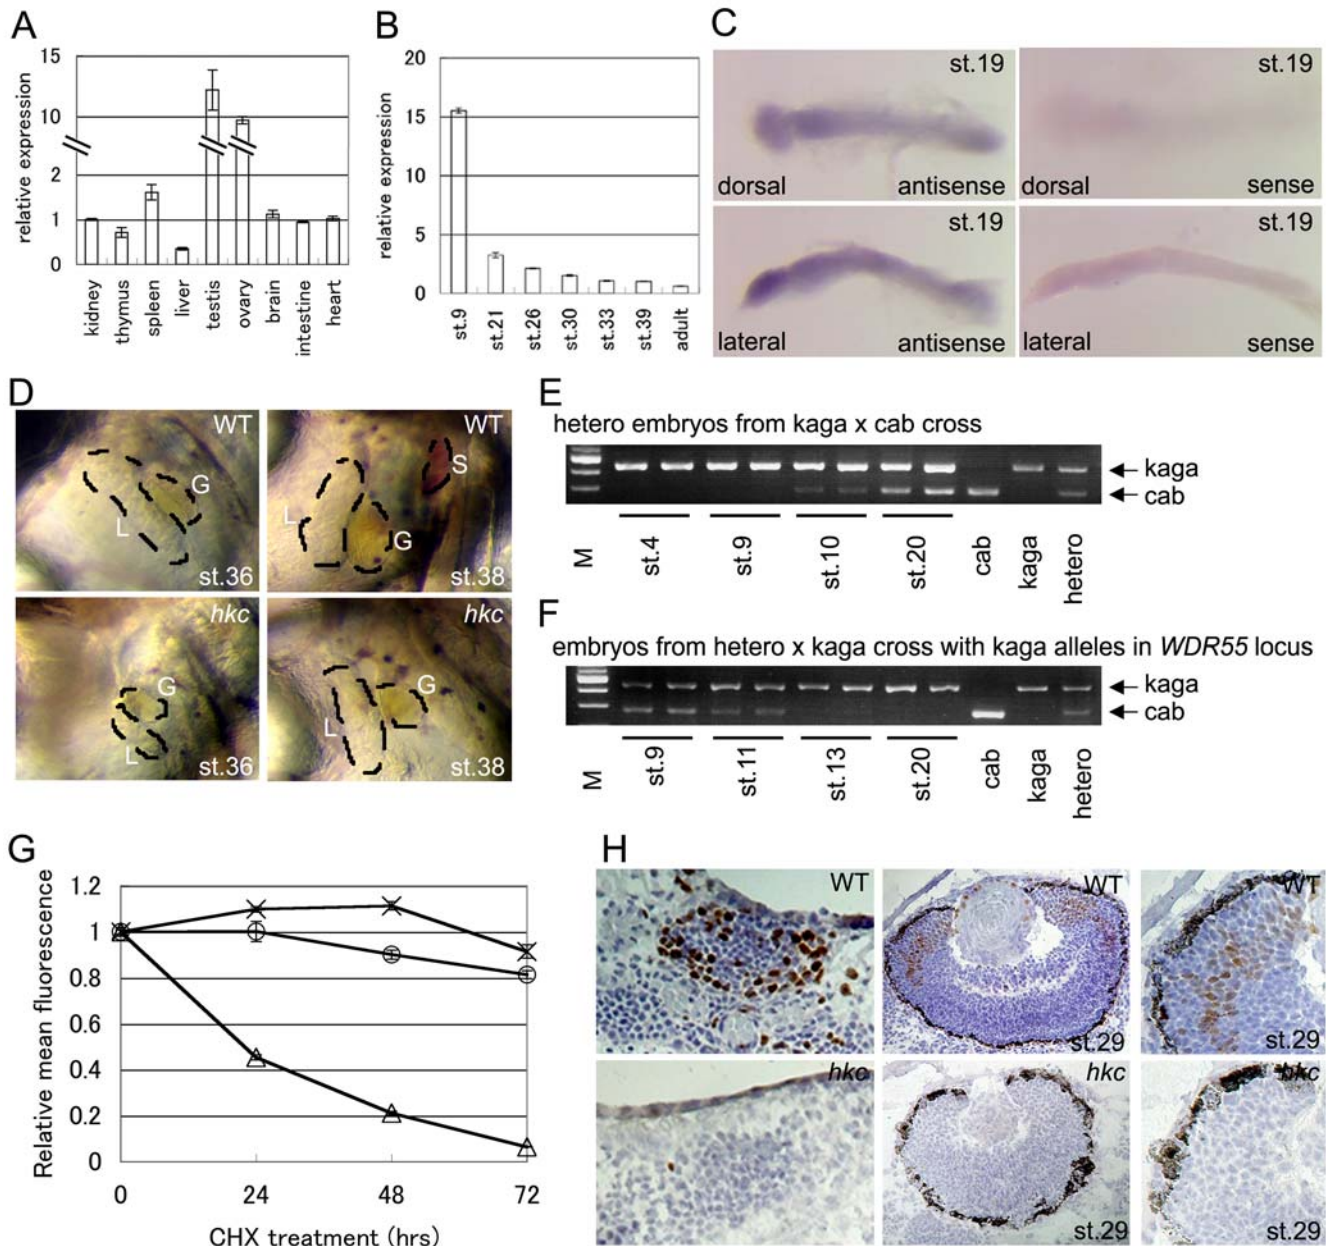 A
relative expression
15
10
2
1
0
kidney
thymus
spleen
liver
testis
ovary
brain
intestine
heart
B
relative expression
20
15
10
5
0
st.9
st.21
st.26
st.30
st.33
st.39
adult
C
st.19
dorsal antisense
st.19
dorsal sense
st.19
lateral antisense
st.19
lateral sense
D
WT
G
L
st.36
WT
S
L
G
st.38
hkc
G
L
st.36
hkc
G
L
st.38
E
hetero embryos from kaga x cab cross
kaga
cab
M
st.4
st.9
st.10
st.20
cab
kaga
hetero
F
embryos from hetero x kaga cross with kaga alleles in WDR55 locus
kaga
cab
M
st.9
st.11
st.13
st.20
cab
kaga
hetero
G
Relative mean fluorescence
1.2
1
0.8
0.6
0.4
0.2
0
0 24 48 72
CHX treatment (hrs)
H
WT
WT
st.29
WT
st.29
hkc
hkc
st.29
hkc
st.29